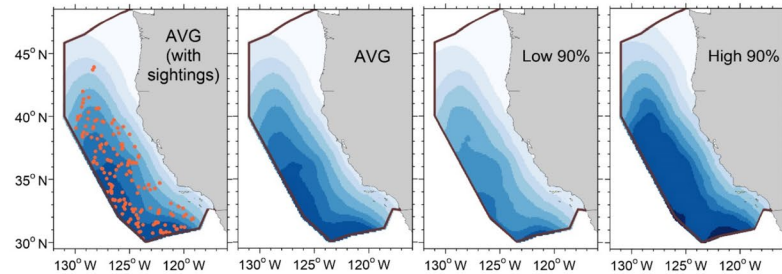 AVG
(with
sightings)
AVG
Low 90%
High 90%
45° N
40° N
35° N
30° N
130° W 125° W 120° W 130° W 125° W 120° W 130° W 125° W 120° W 130° W 125° W 120° W